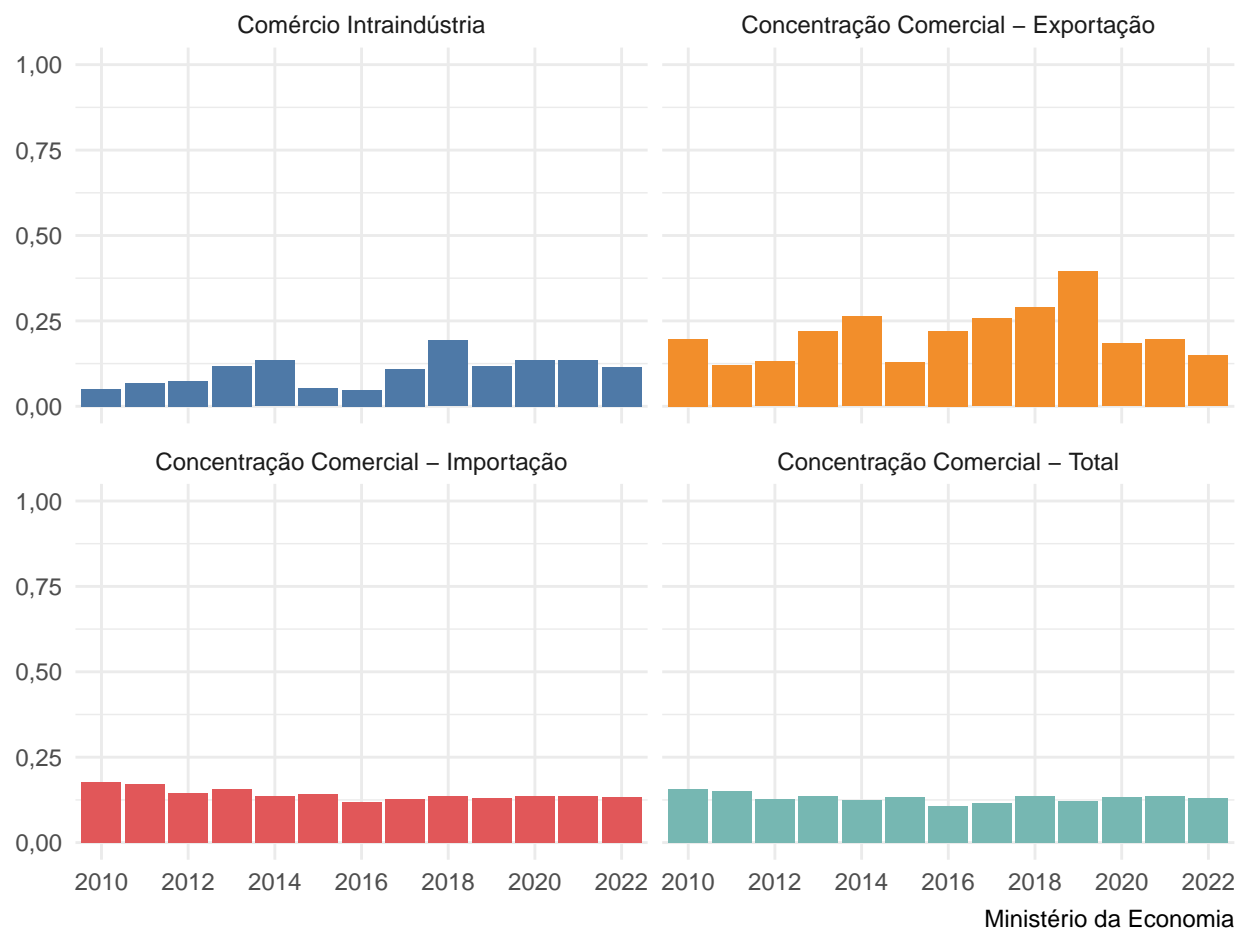 Comércio Intraindústria
Concentração Comercial – Exportação
1,00
0,75
0,50
0,25
0,00
Concentração Comercial – Importação
Concentração Comercial – Total
1,00
0,75
0,50
0,25
0,00
2010 2012 2014 2016 2018 2020 2022
2010 2012 2014 2016 2018 2020 2022
Ministério da Economia